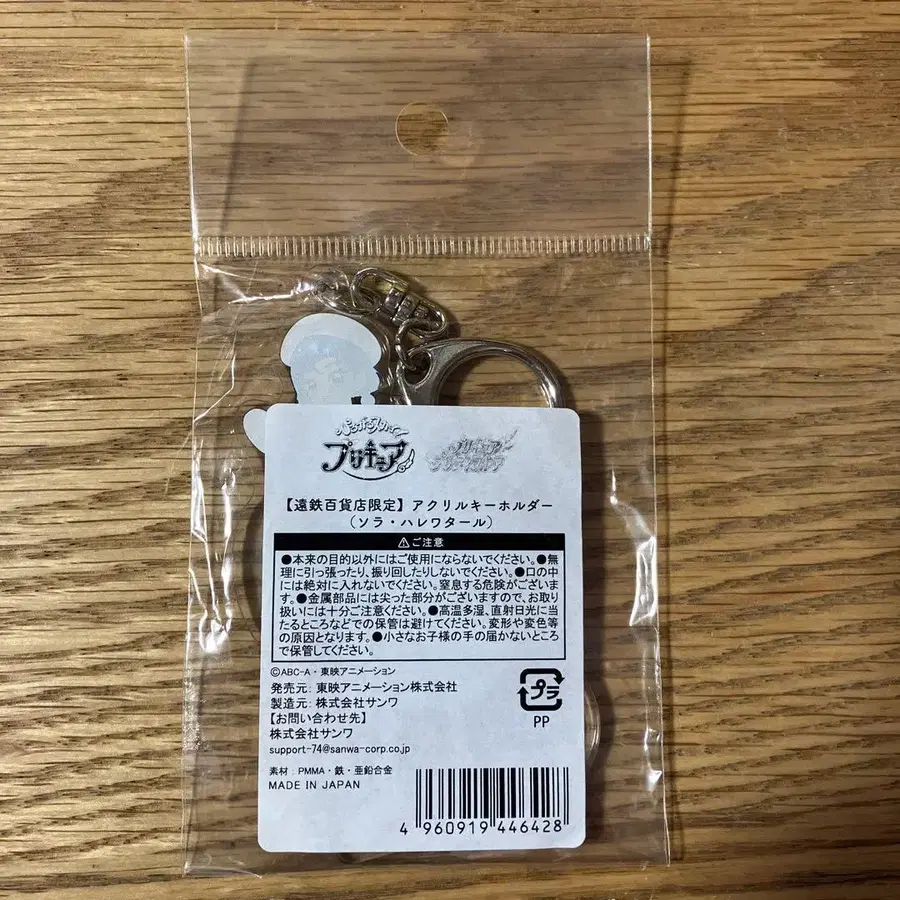 ひろがるスカイ!
プリキュア
プリキュア
プリティストア
【遠鉄百貨店限定】アクリルキーホルダー
(ソラ・ハレワタール)
⚠ご注意
●本来の目的以外にはご使用にならないでください。●無
理に引っ張ったり、振り回したりしないでください。●口の中
には絶対に入れないでください。窒息する危険がございま
す。●金属部品には尖った部分がございますので、お取り
扱いには十分ご注意ください。●高温多湿、直射日光に当
たるところなどでの保管は避けてください。変形や変色等
の原因となります。●小さなお子様の手の届かないところ
で保管してください。
©ABC-A・東映アニメーション
発売元: 東映アニメーション株式会社
製造元: 株式会社サンワ
【お問い合わせ先】
株式会社サンワ
support-74@sanwa-corp.co.jp
プラ
PP
素材：PMMA・鉄・亜鉛合金
MADE IN JAPAN
4 960919 446428